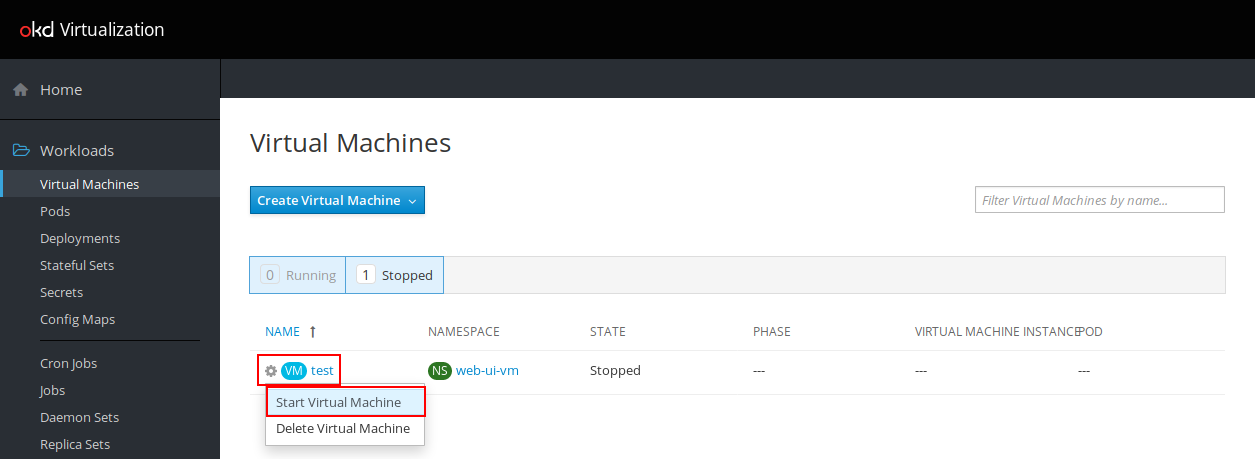 okd Virtualization
Home
Workloads
Virtual Machines
Pods
Deployments
Stateful Sets
Secrets
Config Maps
Cron Jobs
Jobs
Daemon Sets
Replica Sets
Virtual Machines
Create Virtual Machine
Filter Virtual Machines by name...
0 Running 1 Stopped
NAME NAMESPACE STATE PHASE VIRTUAL MACHINE INSTANCE POD
VM test NS web-ui-vm Stopped --- --- ---
Start Virtual Machine
Delete Virtual Machine